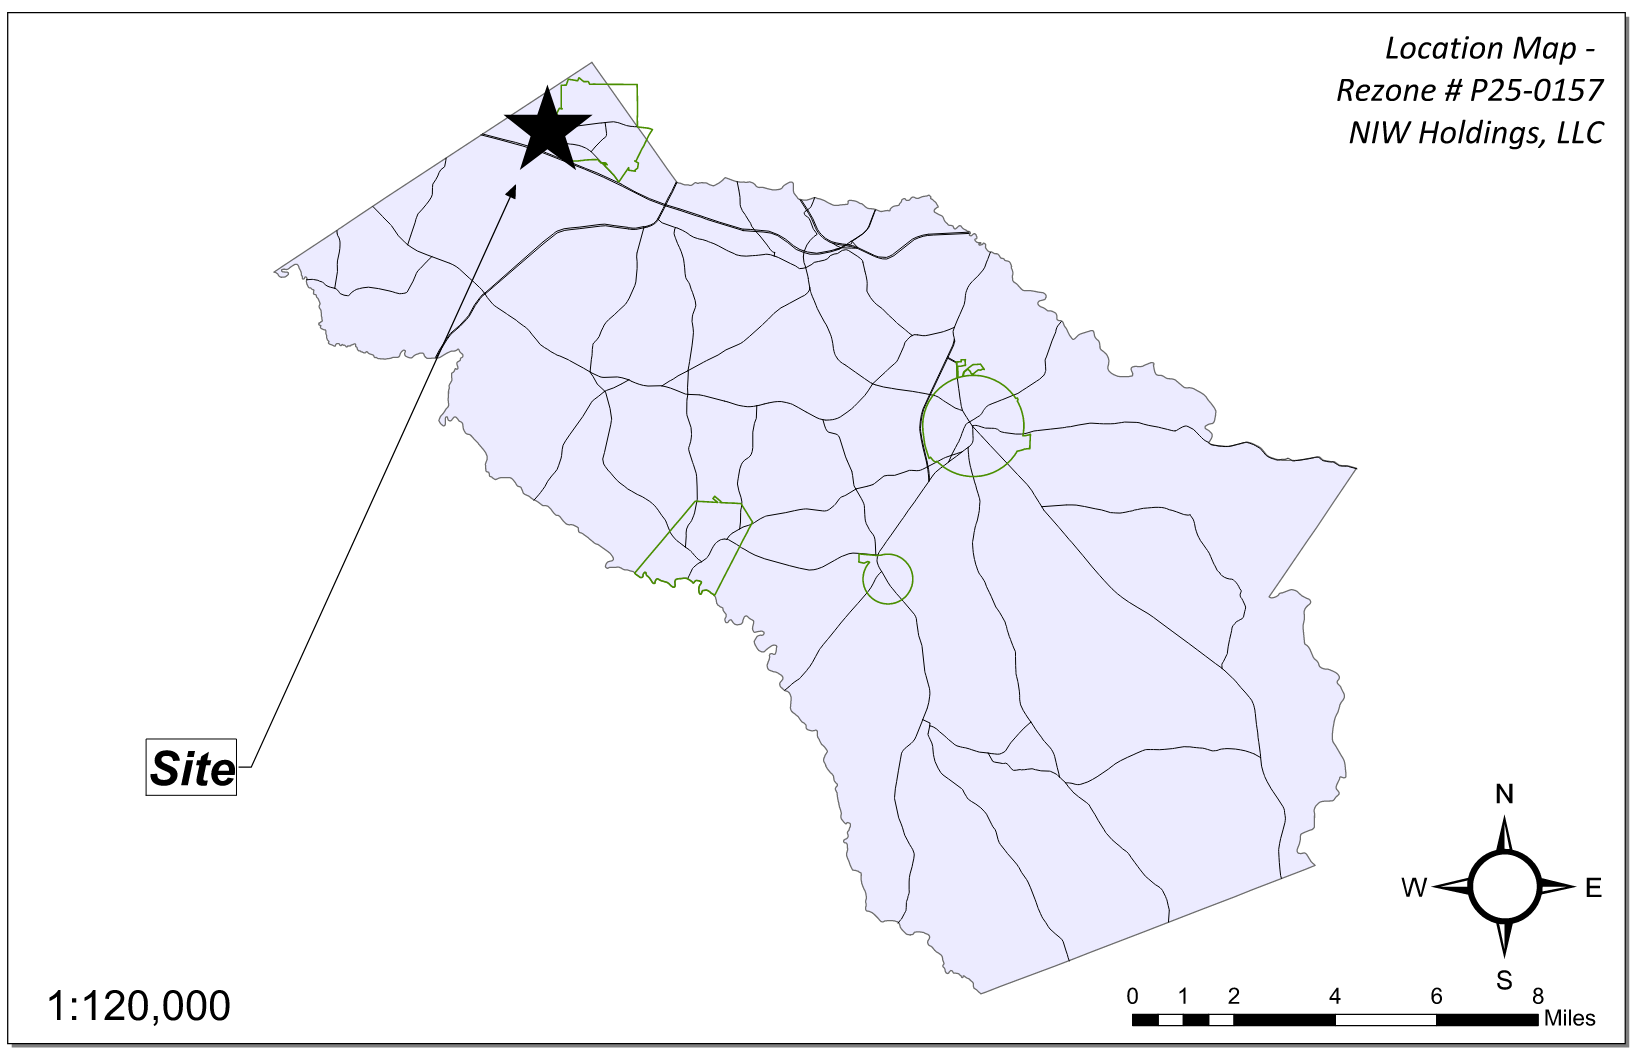 Location Map -
Rezone # P25-0157
NIW Holdings, LLC
Site
N
W E
S
1:120,000
0 1 2 4 6 8
Miles